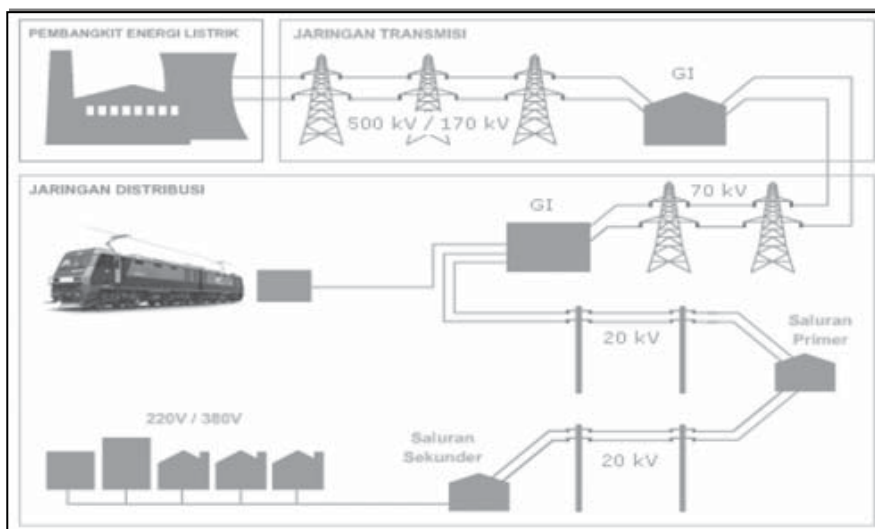 PEMBANGKIT ENERGI LISTRIK
JARINGAN TRANSMISI
GI
500 kV / 170 kV
JARINGAN DISTRIBUSI
GI
70 kV
20 kV
Saluran
Primer
220V / 380V
Saluran
Sekunder
20 kV